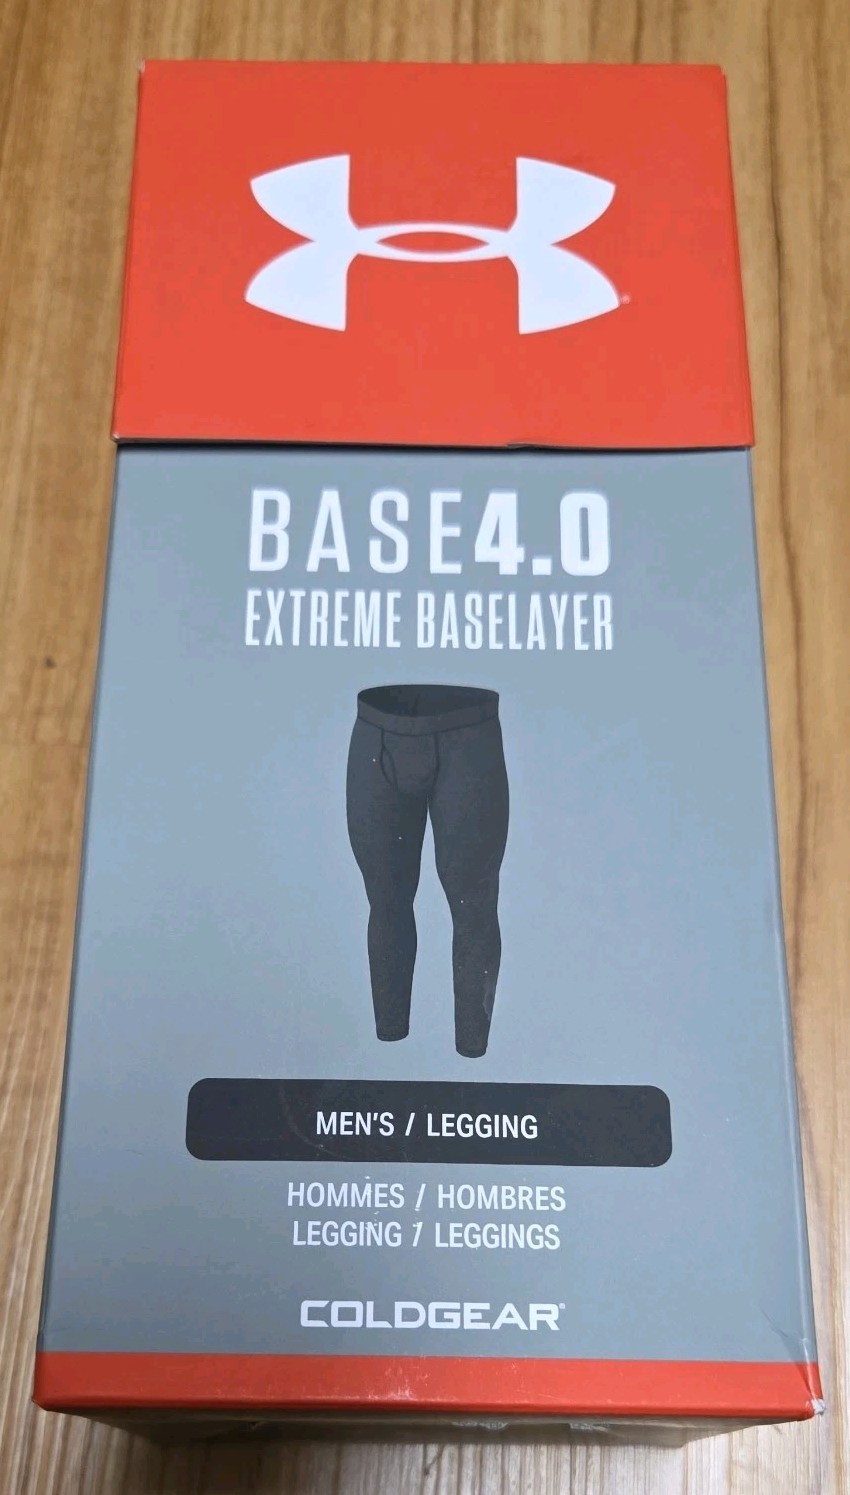 BASE4.0
EXTREME BASELAYER
MEN'S / LEGGING
HOMMES / HOMBRES
LEGGING / LEGGINGS
COLDGEAR®